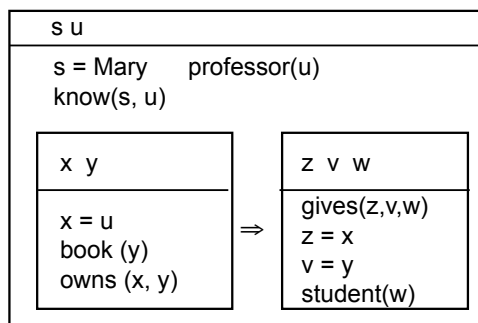 s u
s = Mary professor(u)
know(s, u)
x y
x = u
book (y)
owns (x, y)
⇒
z v w
gives(z,v,w)
z = x
v = y
student(w)